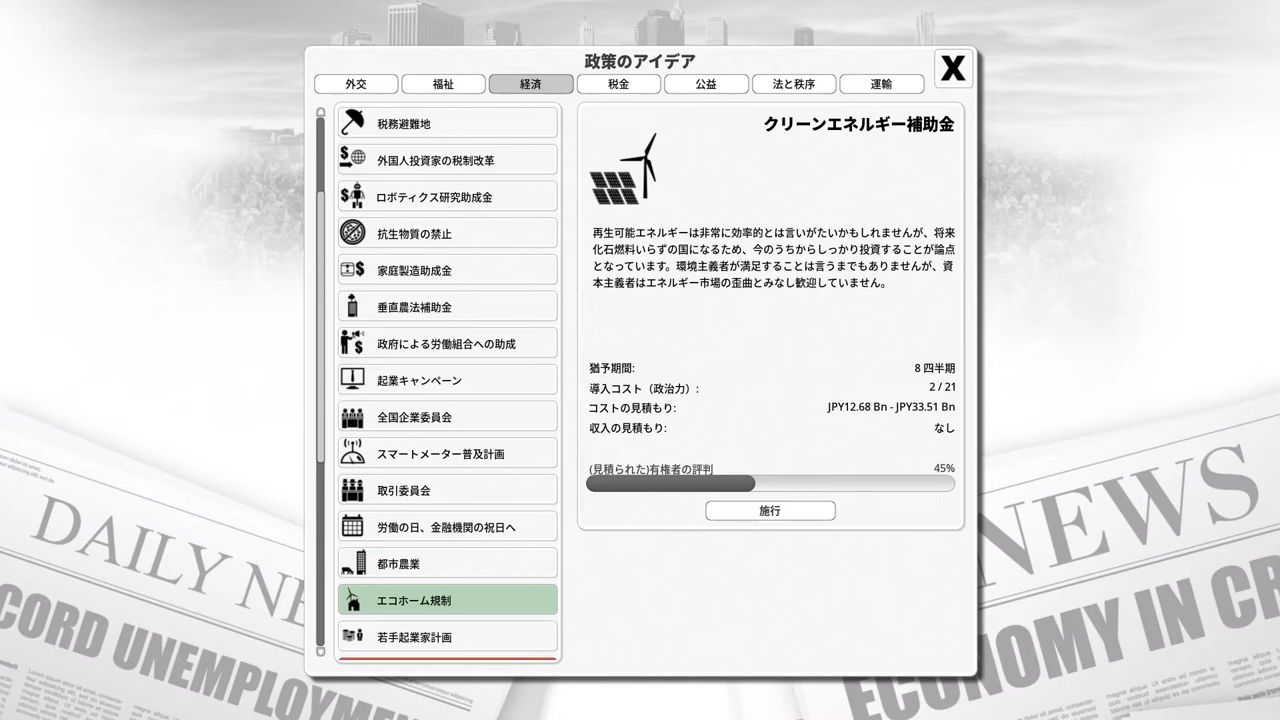 政策のアイデア
X
外交
福祉
経済
税金
公益
法と秩序
運輸
税務避難地
外国人投資家の税制改革
ロボティクス研究助成金
抗生物質の禁止
家庭製造助成金
垂直農法補助金
政府による労働組合への助成
起業キャンペーン
全国企業委員会
スマートメーター普及計画
取引委員会
労働の日、金融機関の祝日へ
都市農業
エコホーム規制
若手起業家計画
クリーンエネルギー補助金
再生可能エネルギーは非常に効率的とは言いがたいかもしれませんが、将来
化石燃料いらずの国になるため、今のうちからしっかり投資することが論点
となっています。環境主義者が満足することは言うまでもありませんが、資
本主義者はエネルギー市場の歪曲とみなし歓迎していません。
猶予期間: 8 四半期
導入コスト（政治力）: 2 / 21
コストの見積もり: JPY12.68 Bn - JPY33.51 Bn
収入の見積もり: なし
(見積られた)有権者の評判 45%
施行
DAILY NE
CORD UNEMPLOYM
NEWS
ECONOMY IN CR